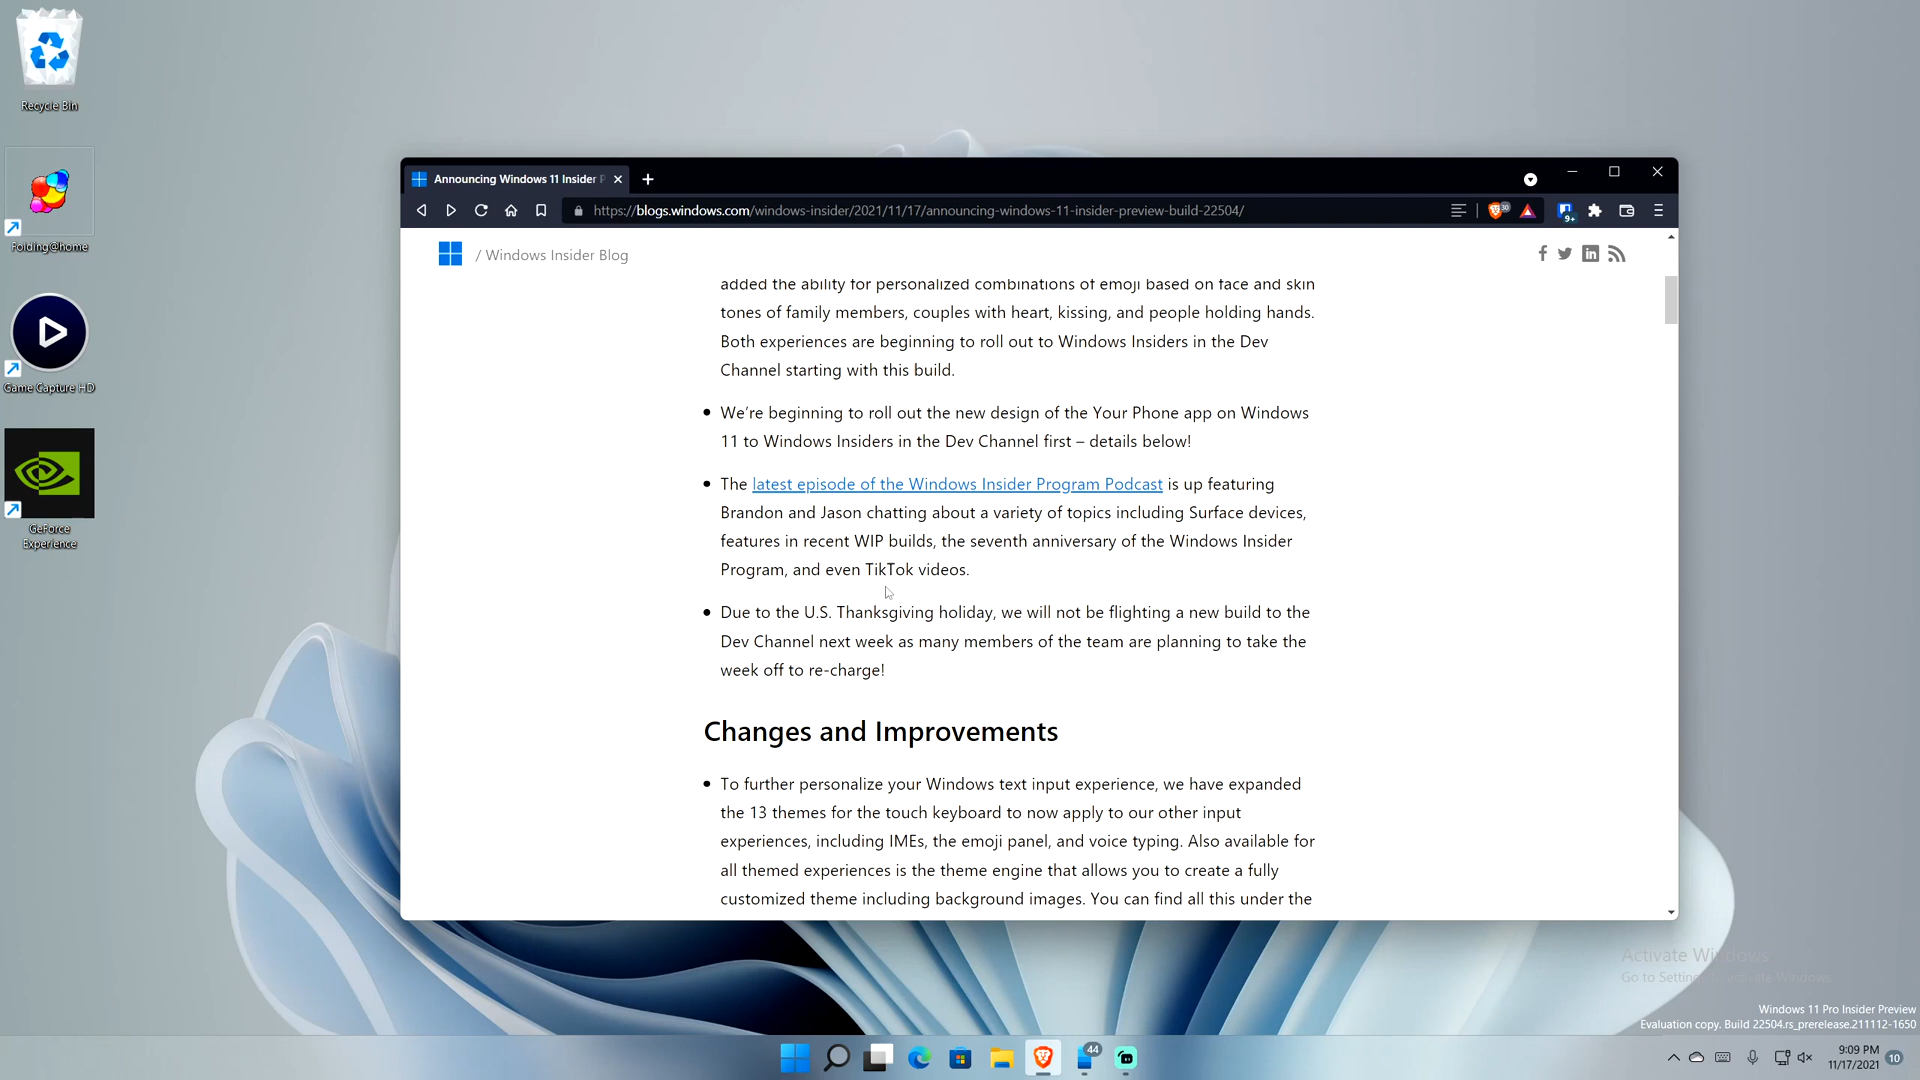 Recycle Bin
Folding@home
Game Capture HD
GeForce
Experience
Announcing Windows 11 Insider P
https://blogs.windows.com/windows-insider/2021/11/17/announcing-windows-11-insider-preview-build-22504/
30
9+
/ Windows Insider Blog
added the ability for personalized combinations of emoji based on face and skin
tones of family members, couples with heart, kissing, and people holding hands.
Both experiences are beginning to roll out to Windows Insiders in the Dev
Channel starting with this build.
• We’re beginning to roll out the new design of the Your Phone app on Windows
11 to Windows Insiders in the Dev Channel first – details below!
• The latest episode of the Windows Insider Program Podcast is up featuring
Brandon and Jason chatting about a variety of topics including Surface devices,
features in recent WIP builds, the seventh anniversary of the Windows Insider
Program, and even TikTok videos.
• Due to the U.S. Thanksgiving holiday, we will not be flighting a new build to the
Dev Channel next week as many members of the team are planning to take the
week off to re-charge!
Changes and Improvements
• To further personalize your Windows text input experience, we have expanded
the 13 themes for the touch keyboard to now apply to our other input
experiences, including IMEs, the emoji panel, and voice typing. Also available for
all themed experiences is the theme engine that allows you to create a fully
customized theme including background images. You can find all this under the
Activate Windows
Go to Settings to activate Windows.
Windows 11 Pro Insider Preview
Evaluation copy. Build 22504.rs_prerelease.211112-1650
44
9:09 PM
11/17/2021
10